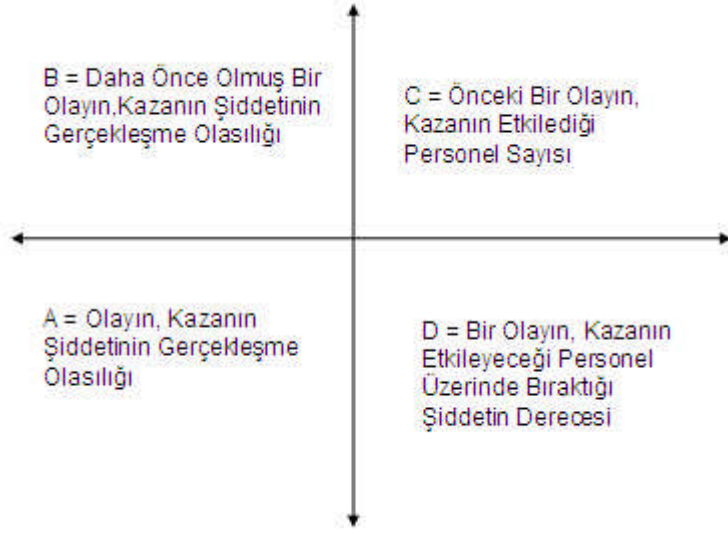 B = Daha Önce Olmuş Bir
Olayın,Kazanın Şiddetinin
Gerçekleşme Olasılığı
C = Önceki Bir Olayın,
Kazanın Etkilediği
Personel Sayısı
A = Olayın, Kazanın
Şiddetinin Gerçekleşme
Olasılığı
D = Bir Olayın, Kazanın
Etkileyeceği Personel
Üzerinde Bıraktığı
Şiddetin Derecesi